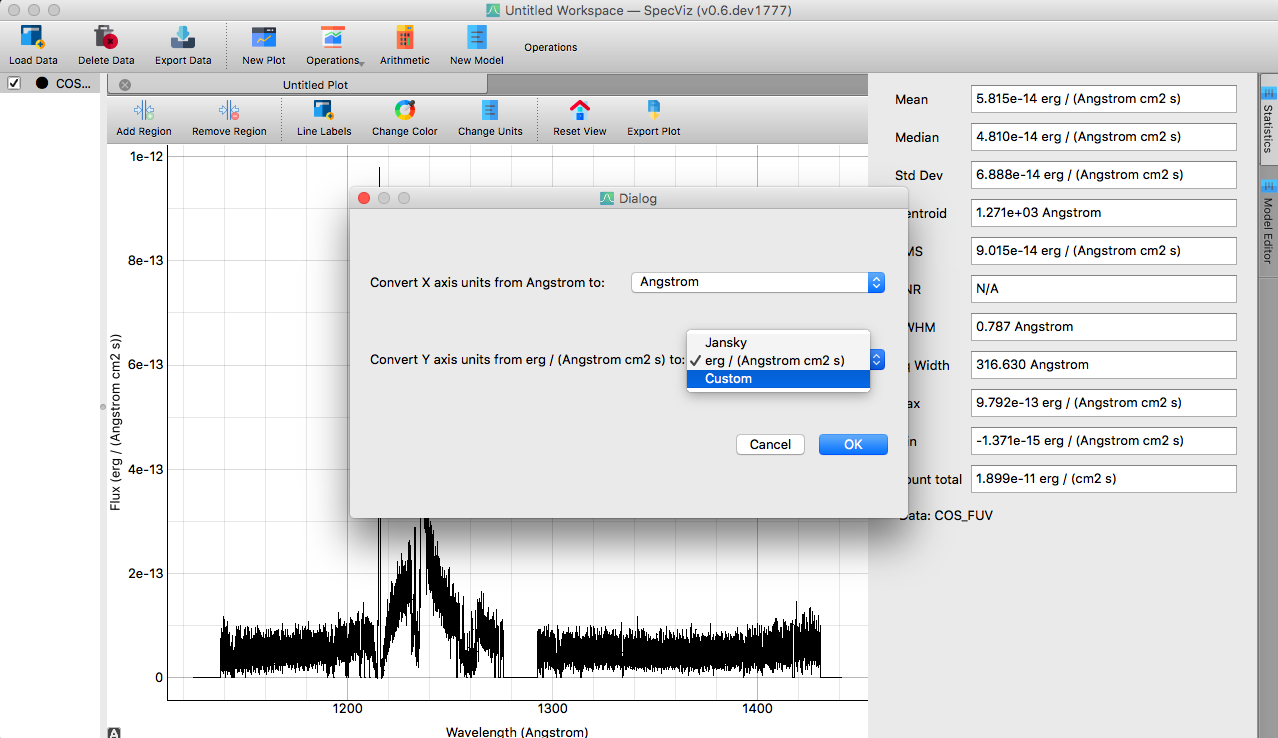 Untitled Workspace — SpecViz (v0.6.dev1777)
Load Data
Delete Data
Export Data
New Plot
Operations
Arithmetic
New Model
Operations
COS...
Untitled Plot
Add Region
Remove Region
Line Labels
Change Color
Change Units
Reset View
Export Plot
Mean
5.815e-14 erg / (Angstrom cm2 s)
Median
4.810e-14 erg / (Angstrom cm2 s)
Std Dev
6.888e-14 erg / (Angstrom cm2 s)
entroid
1.271e+03 Angstrom
MS
9.015e-14 erg / (Angstrom cm2 s)
NR
N/A
WHM
0.787 Angstrom
Width
316.630 Angstrom
ax
9.792e-13 erg / (Angstrom cm2 s)
in
-1.371e-15 erg / (Angstrom cm2 s)
ount total
1.899e-11 erg / (cm2 s)
Data: COS_FUV
Statistics
Model Editor
Dialog
Convert X axis units from Angstrom to:
Angstrom
Convert Y axis units from erg / (Angstrom cm2 s) to:
Jansky
✓ erg / (Angstrom cm2 s)
Custom
Cancel
OK
1e-12
8e-13
6e-13
4e-13
2e-13
0
Flux (erg / (Angstrom cm2 s))
1200
1300
1400
Wavelength (Angstrom)
A